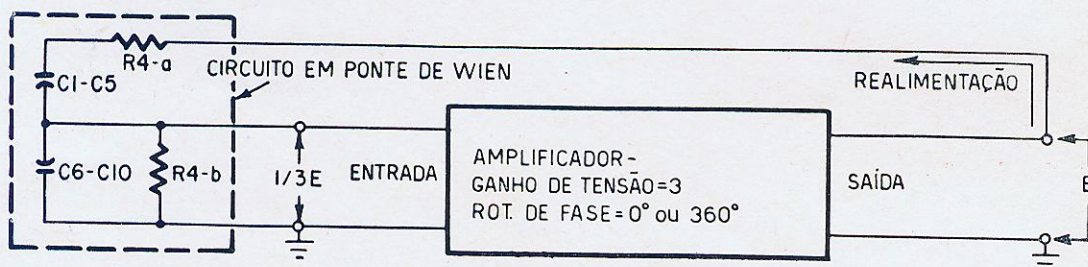 R4-a
C1-C5
CIRCUITO EM PONTE DE WIEN
REALIMENTAÇÃO
C6-C10
R4-b
1/3E
ENTRADA
AMPLIFICADOR-
GANHO DE TENSÃO=3
ROT. DE FASE=0° ou 360°
SAÍDA
E